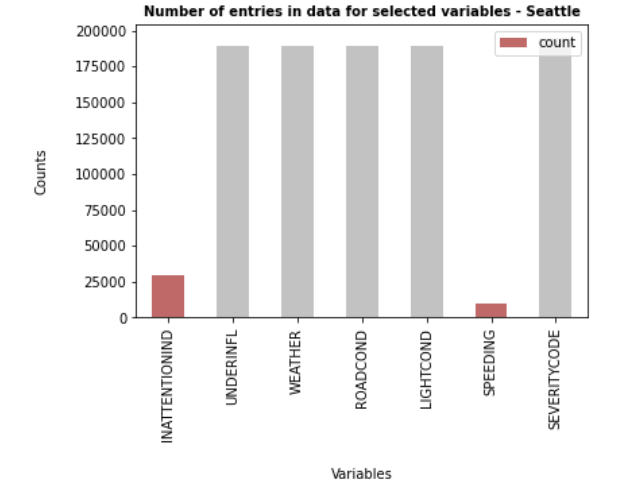 Number of entries in data for selected variables - Seattle
count
200000
175000
150000
125000
100000
75000
50000
25000
0
Counts
INATTENTIONIND
UNDERINFL
WEATHER
ROADCOND
LIGHTCOND
SPEEDING
SEVERITYCODE
Variables